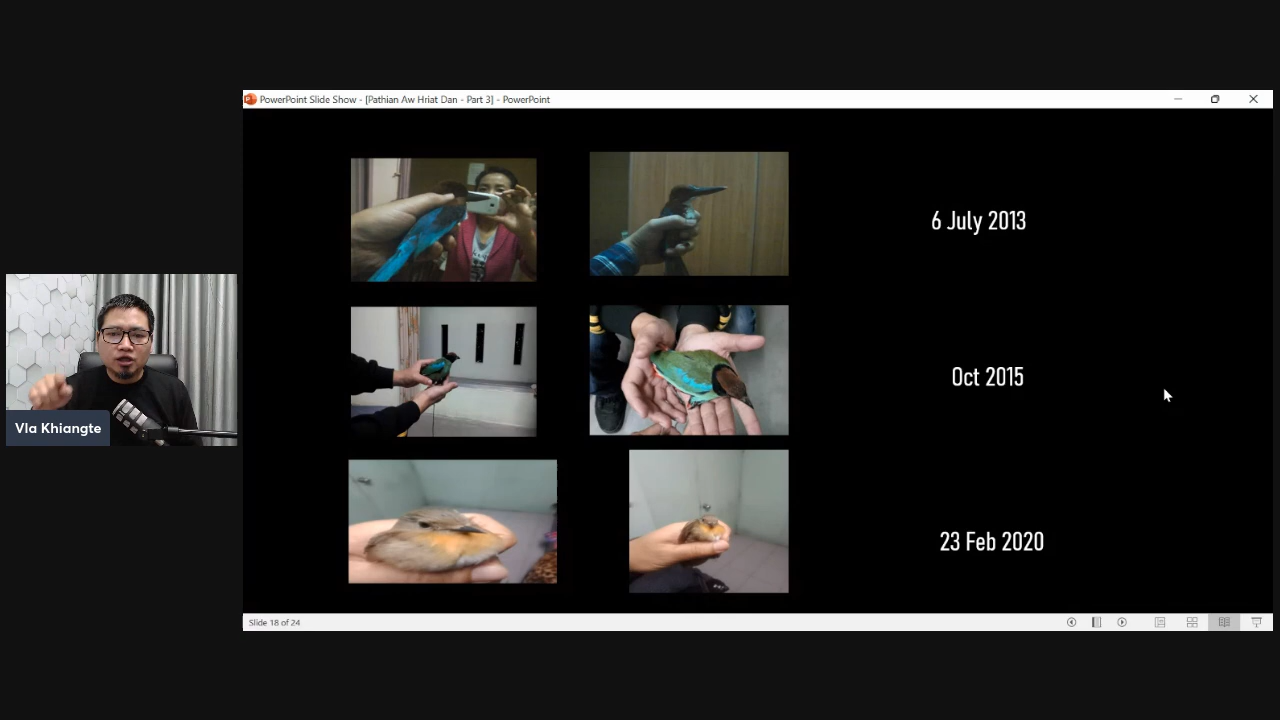 PowerPoint Slide Show - [Pathian Aw Hriat Dan - Part 3] - PowerPoint
6 July 2013
Oct 2015
Vla Khiangte
23 Feb 2020
Slide 18 of 24